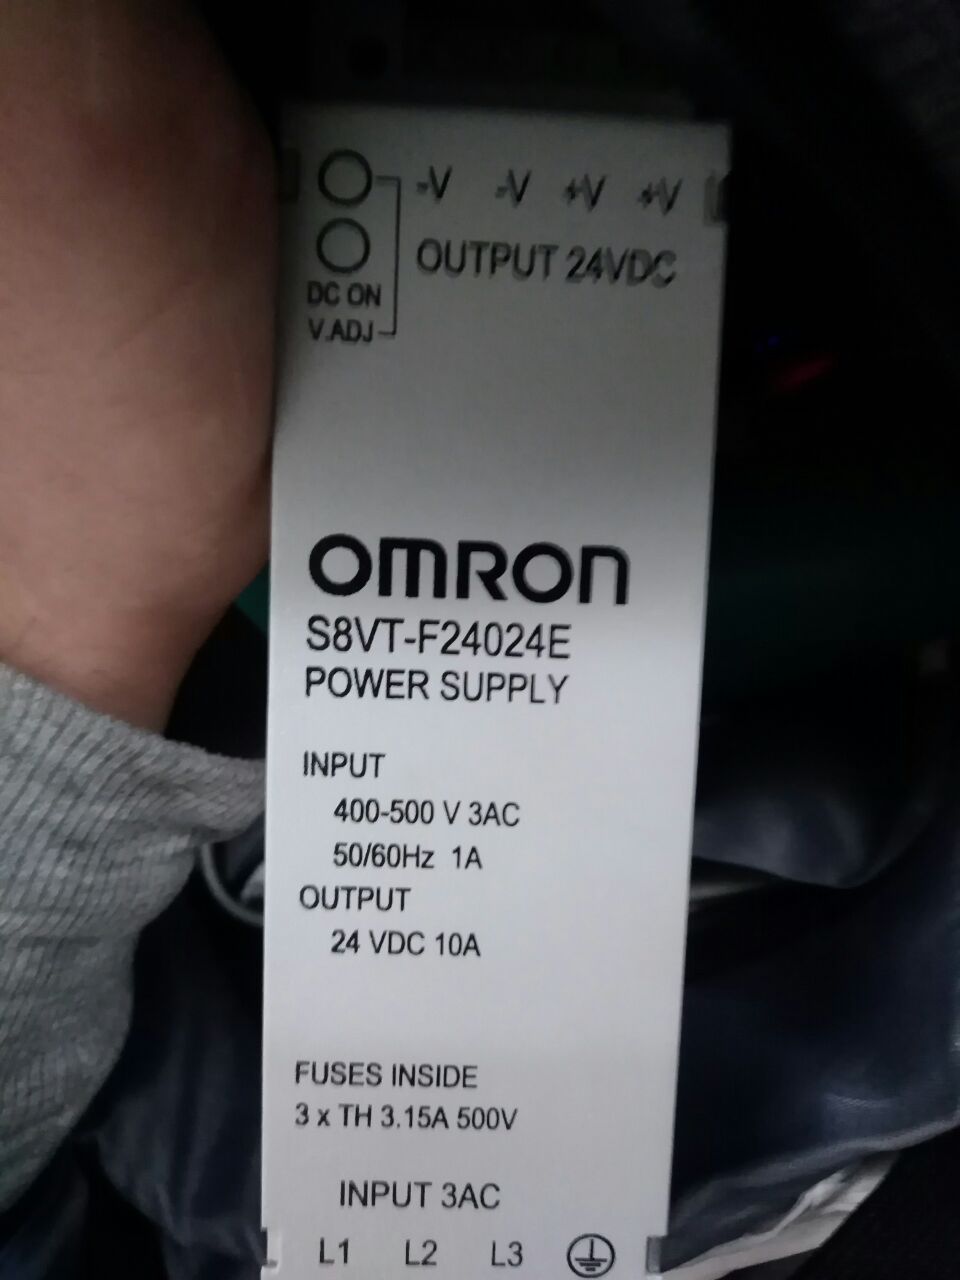 -V -V +V +V
OUTPUT 24VDC
DC ON
V.ADJ
OMRON
S8VT-F24024E
POWER SUPPLY
INPUT
400-500 V 3AC
50/60Hz 1A
OUTPUT
24 VDC 10A
FUSES INSIDE
3 x TH 3.15A 500V
INPUT 3AC
L1 L2 L3